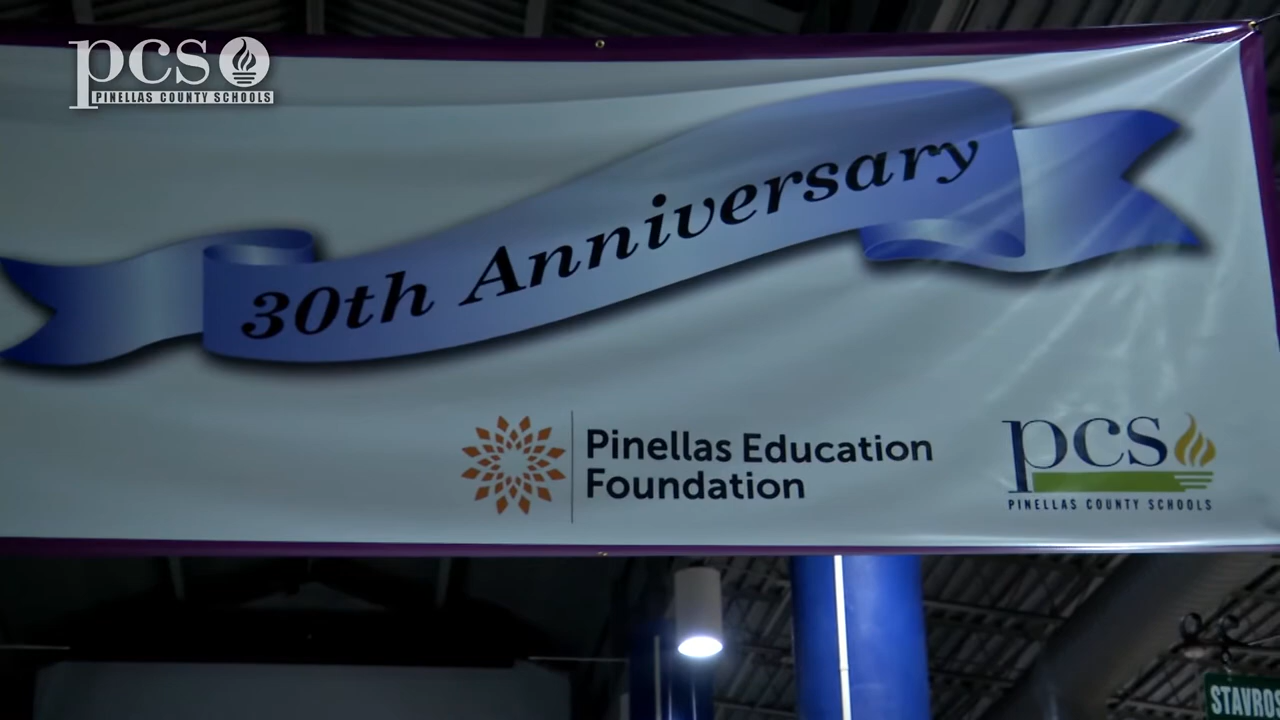 pcs
PINELLAS COUNTY SCHOOLS
30th Anniversary
Pinellas Education
Foundation
pcs
PINELLAS COUNTY SCHOOLS
STAVROS